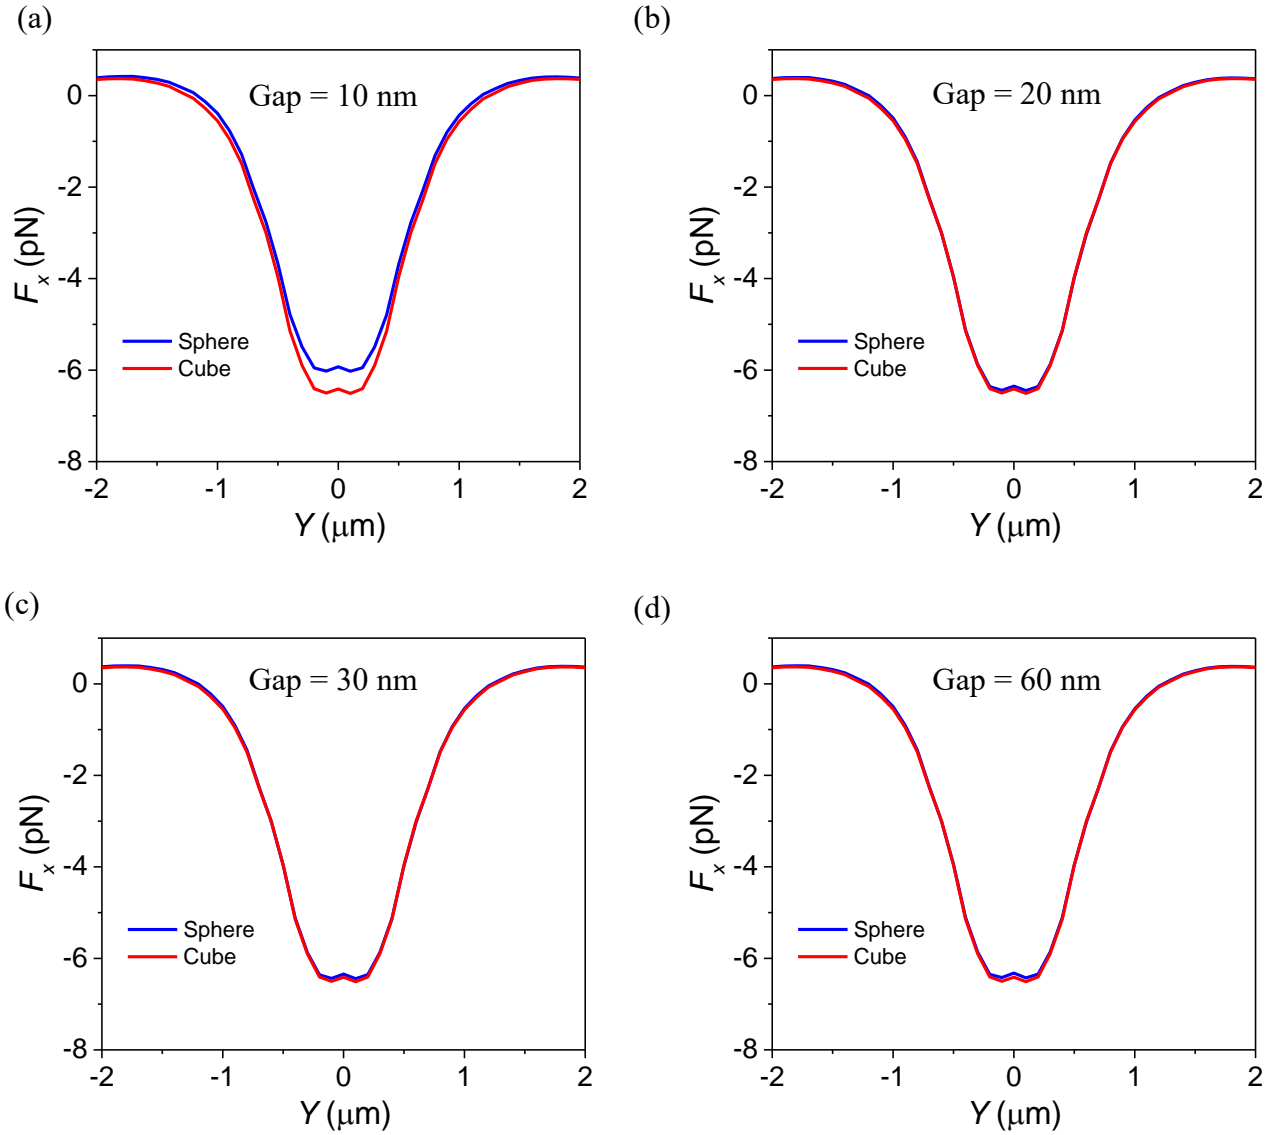 (a)
Gap = 10 nm
0
-2
-4
-6
-8
Fx (pN)
Sphere
Cube
-2 -1 0 1 2
Y (μm)
(b)
Gap = 20 nm
0
-2
-4
-6
-8
Fx (pN)
Sphere
Cube
-2 -1 0 1 2
Y (μm)
(c)
Gap = 30 nm
0
-2
-4
-6
-8
Fx (pN)
Sphere
Cube
-2 -1 0 1 2
Y (μm)
(d)
Gap = 60 nm
0
-2
-4
-6
-8
Fx (pN)
Sphere
Cube
-2 -1 0 1 2
Y (μm)